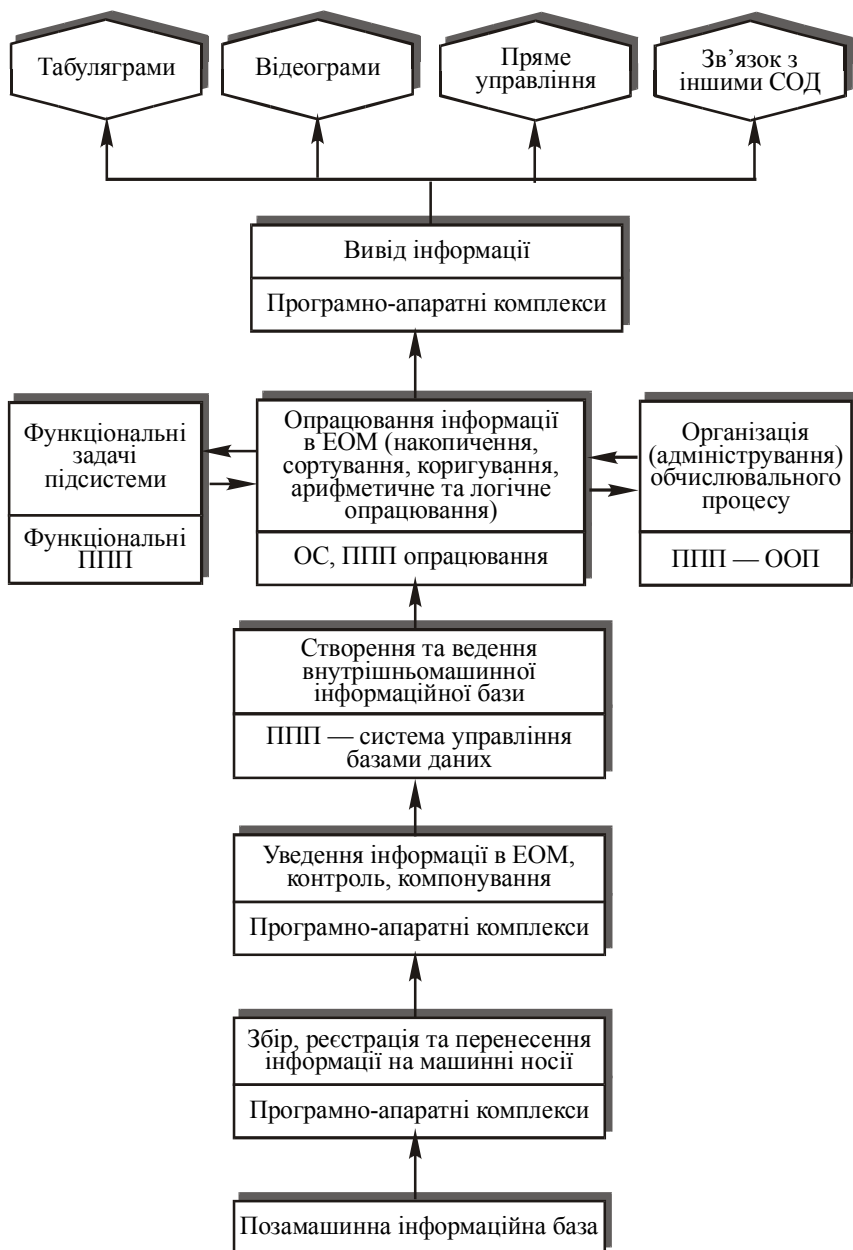 Табуляграми
Відеограми
Пряме
управління
Зв’язок з
іншими СОД
Вивід інформації
Програмно-апаратні комплекси
Функціональні
задачі
підсистеми
Функціональні
ППП
Опрацювання інформації
в ЕОМ (накопичення,
сортування, коригування,
арифметичне та логічне
опрацювання)
ОС, ППП опрацювання
Організація
(адміністрування)
обчислювального
процесу
ППП — ООП
Створення та ведення
внутрішньомашинної
інформаційної бази
ППП — система управління
базами даних
Уведення інформації в ЕОМ,
контроль, компонування
Програмно-апаратні комплекси
Збір, реєстрація та перенесення
інформації на машинні носії
Програмно-апаратні комплекси
Позамашинна інформаційна база